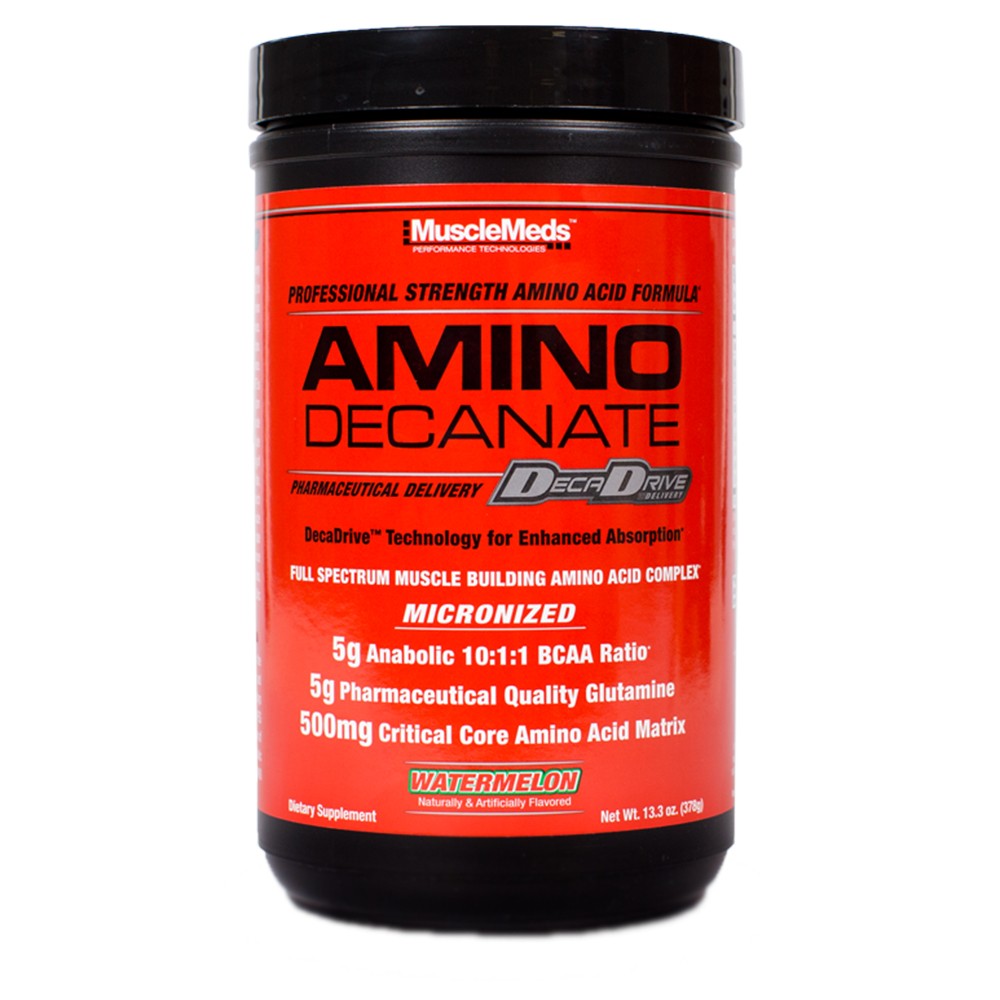 MuscleMeds™
PERFORMANCE TECHNOLOGIES
PROFESSIONAL STRENGTH AMINO ACID FORMULA*
AMINO
DECANATE
PHARMACEUTICAL DELIVERY DECADRIVE
DELIVERY
DecaDrive™ Technology for Enhanced Absorption*
FULL SPECTRUM MUSCLE BUILDING AMINO ACID COMPLEX*
MICRONIZED
5g Anabolic 10:1:1 BCAA Ratio*
5g Pharmaceutical Quality Glutamine
500mg Critical Core Amino Acid Matrix
WATERMELON
Naturally & Artificially Flavored
Dietary Supplement Net Wt. 13.3 oz. (378g)